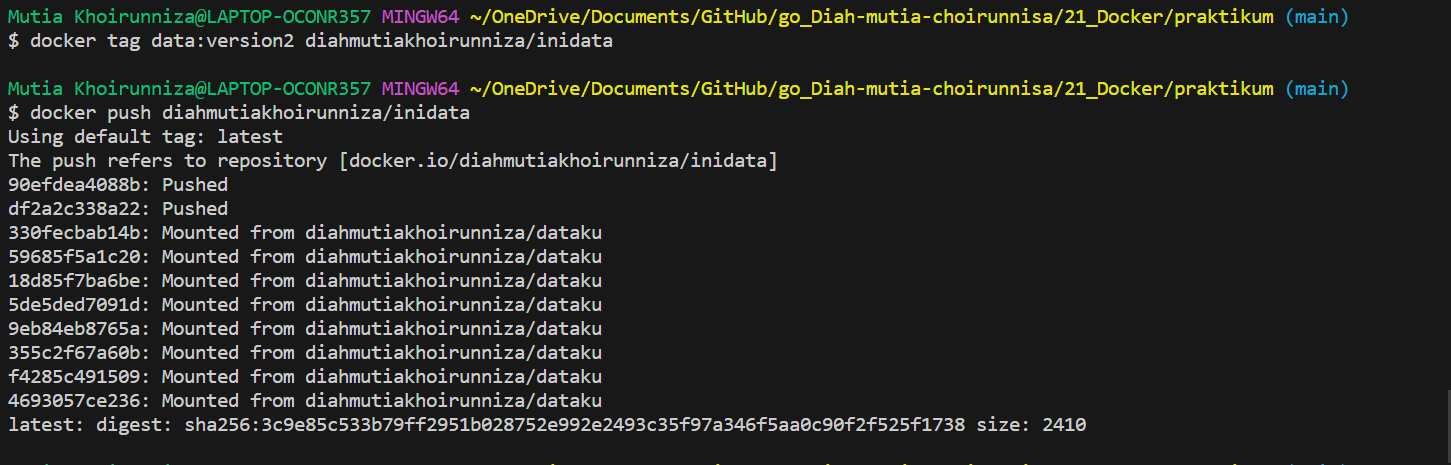 Mutia Khoirunniza@LAPTOP-OCONR357 MINGW64 ~/OneDrive/Documents/GitHub/go_Diah-mutia-choirunnisa/21_Docker/praktikum (main)
$ docker tag data:version2 diahmutiakhoirunniza/inidata
Mutia Khoirunniza@LAPTOP-OCONR357 MINGW64 ~/OneDrive/Documents/GitHub/go_Diah-mutia-choirunnisa/21_Docker/praktikum (main)
$ docker push diahmutiakhoirunniza/inidata
Using default tag: latest
The push refers to repository [docker.io/diahmutiakhoirunniza/inidata]
90efdea4088b: Pushed
df2a2c338a22: Pushed
330fecbab14b: Mounted from diahmutiakhoirunniza/dataku
59685f5a1c20: Mounted from diahmutiakhoirunniza/dataku
18d85f7ba6be: Mounted from diahmutiakhoirunniza/dataku
5de5ded7091d: Mounted from diahmutiakhoirunniza/dataku
9eb84eb8765a: Mounted from diahmutiakhoirunniza/dataku
355c2f67a60b: Mounted from diahmutiakhoirunniza/dataku
f4285c491509: Mounted from diahmutiakhoirunniza/dataku
4693057ce236: Mounted from diahmutiakhoirunniza/dataku
latest: digest: sha256:3c9e85c533b79ff2951b028752e992e2493c35f97a346f5aa0c90f2f525f1738 size: 2410